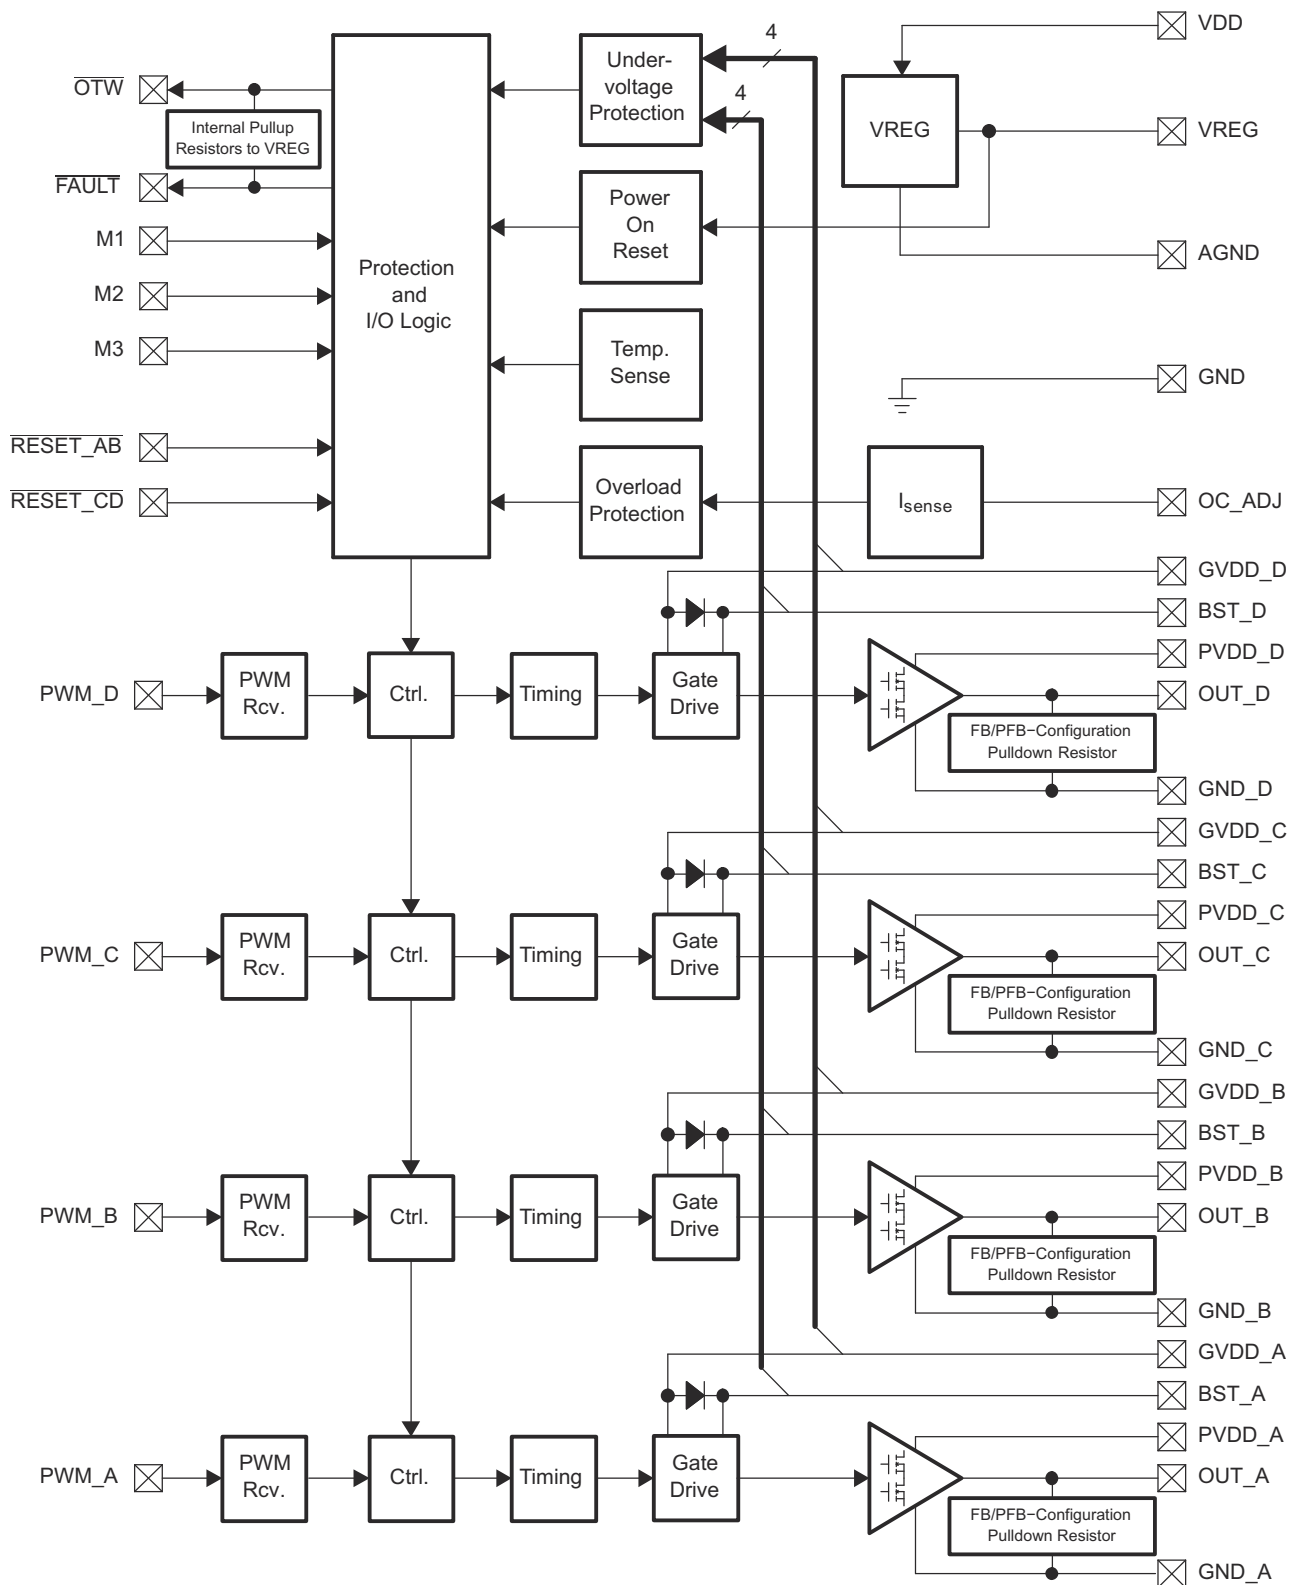 4
VDD
Under-
voltage
Protection
OTW
4
Internal Pullup
Resistors to VREG
VREG
VREG
FAULT
Power
On
Reset
M1
AGND
Protection
and
I/O Logic
M2
M3
Temp.
Sense
GND
RESET_AB
RESET_CD
Overload
Protection
Isense
OC_ADJ
GVDD_D
BST_D
PVDD_D
PWM_D
PWM
Rcv.
Ctrl.
Timing
Gate
Drive
OUT_D
FB/PFB−Configuration
Pulldown Resistor
GND_D
GVDD_C
BST_C
PVDD_C
PWM_C
PWM
Rcv.
Ctrl.
Timing
Gate
Drive
OUT_C
FB/PFB−Configuration
Pulldown Resistor
GND_C
GVDD_B
BST_B
PVDD_B
PWM_B
PWM
Rcv.
Ctrl.
Timing
Gate
Drive
OUT_B
FB/PFB−Configuration
Pulldown Resistor
GND_B
GVDD_A
BST_A
PVDD_A
PWM_A
PWM
Rcv.
Ctrl.
Timing
Gate
Drive
OUT_A
FB/PFB−Configuration
Pulldown Resistor
GND_A